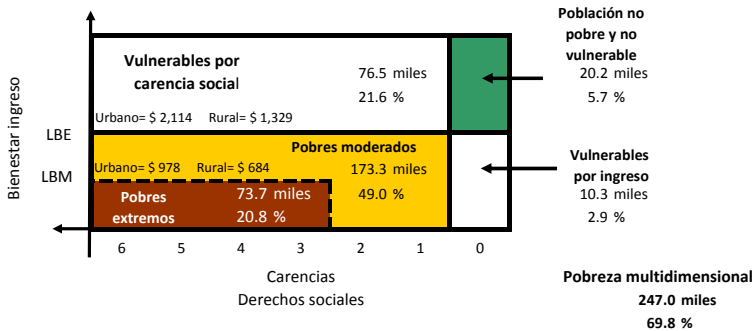 Población no
pobre y no
vulnerable
20.2 miles
5.7 %
Vulnerables por
carencia social
76.5 miles
21.6 %
Urbano= $ 2,114 Rural= $ 1,329
Bienestar ingreso
LBE
LBM
Pobres moderados
173.3 miles
49.0 %
Urbano= $ 978 Rural= $ 684
Pobres
extremos
73.7 miles
20.8 %
Vulnerables
por ingreso
10.3 miles
2.9 %
6 5 4 3 2 1 0
Carencias
Derechos sociales
Pobreza multidimensional
247.0 miles
69.8 %